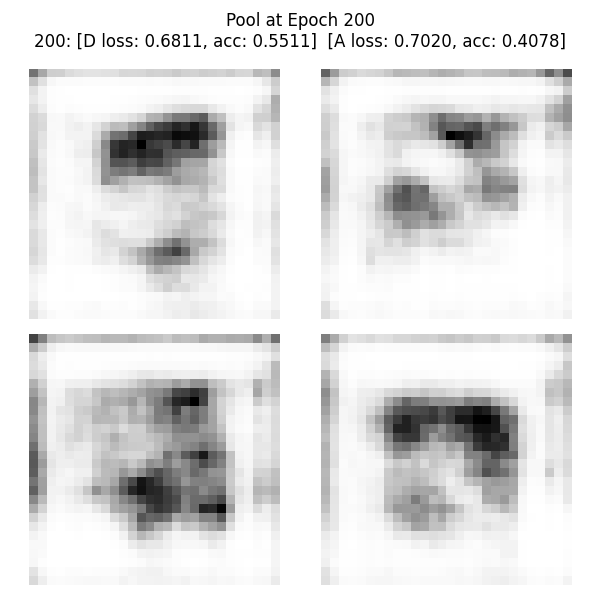 Pool at Epoch 200
200: [D loss: 0.6811, acc: 0.5511]  [A loss: 0.7020, acc: 0.4078]